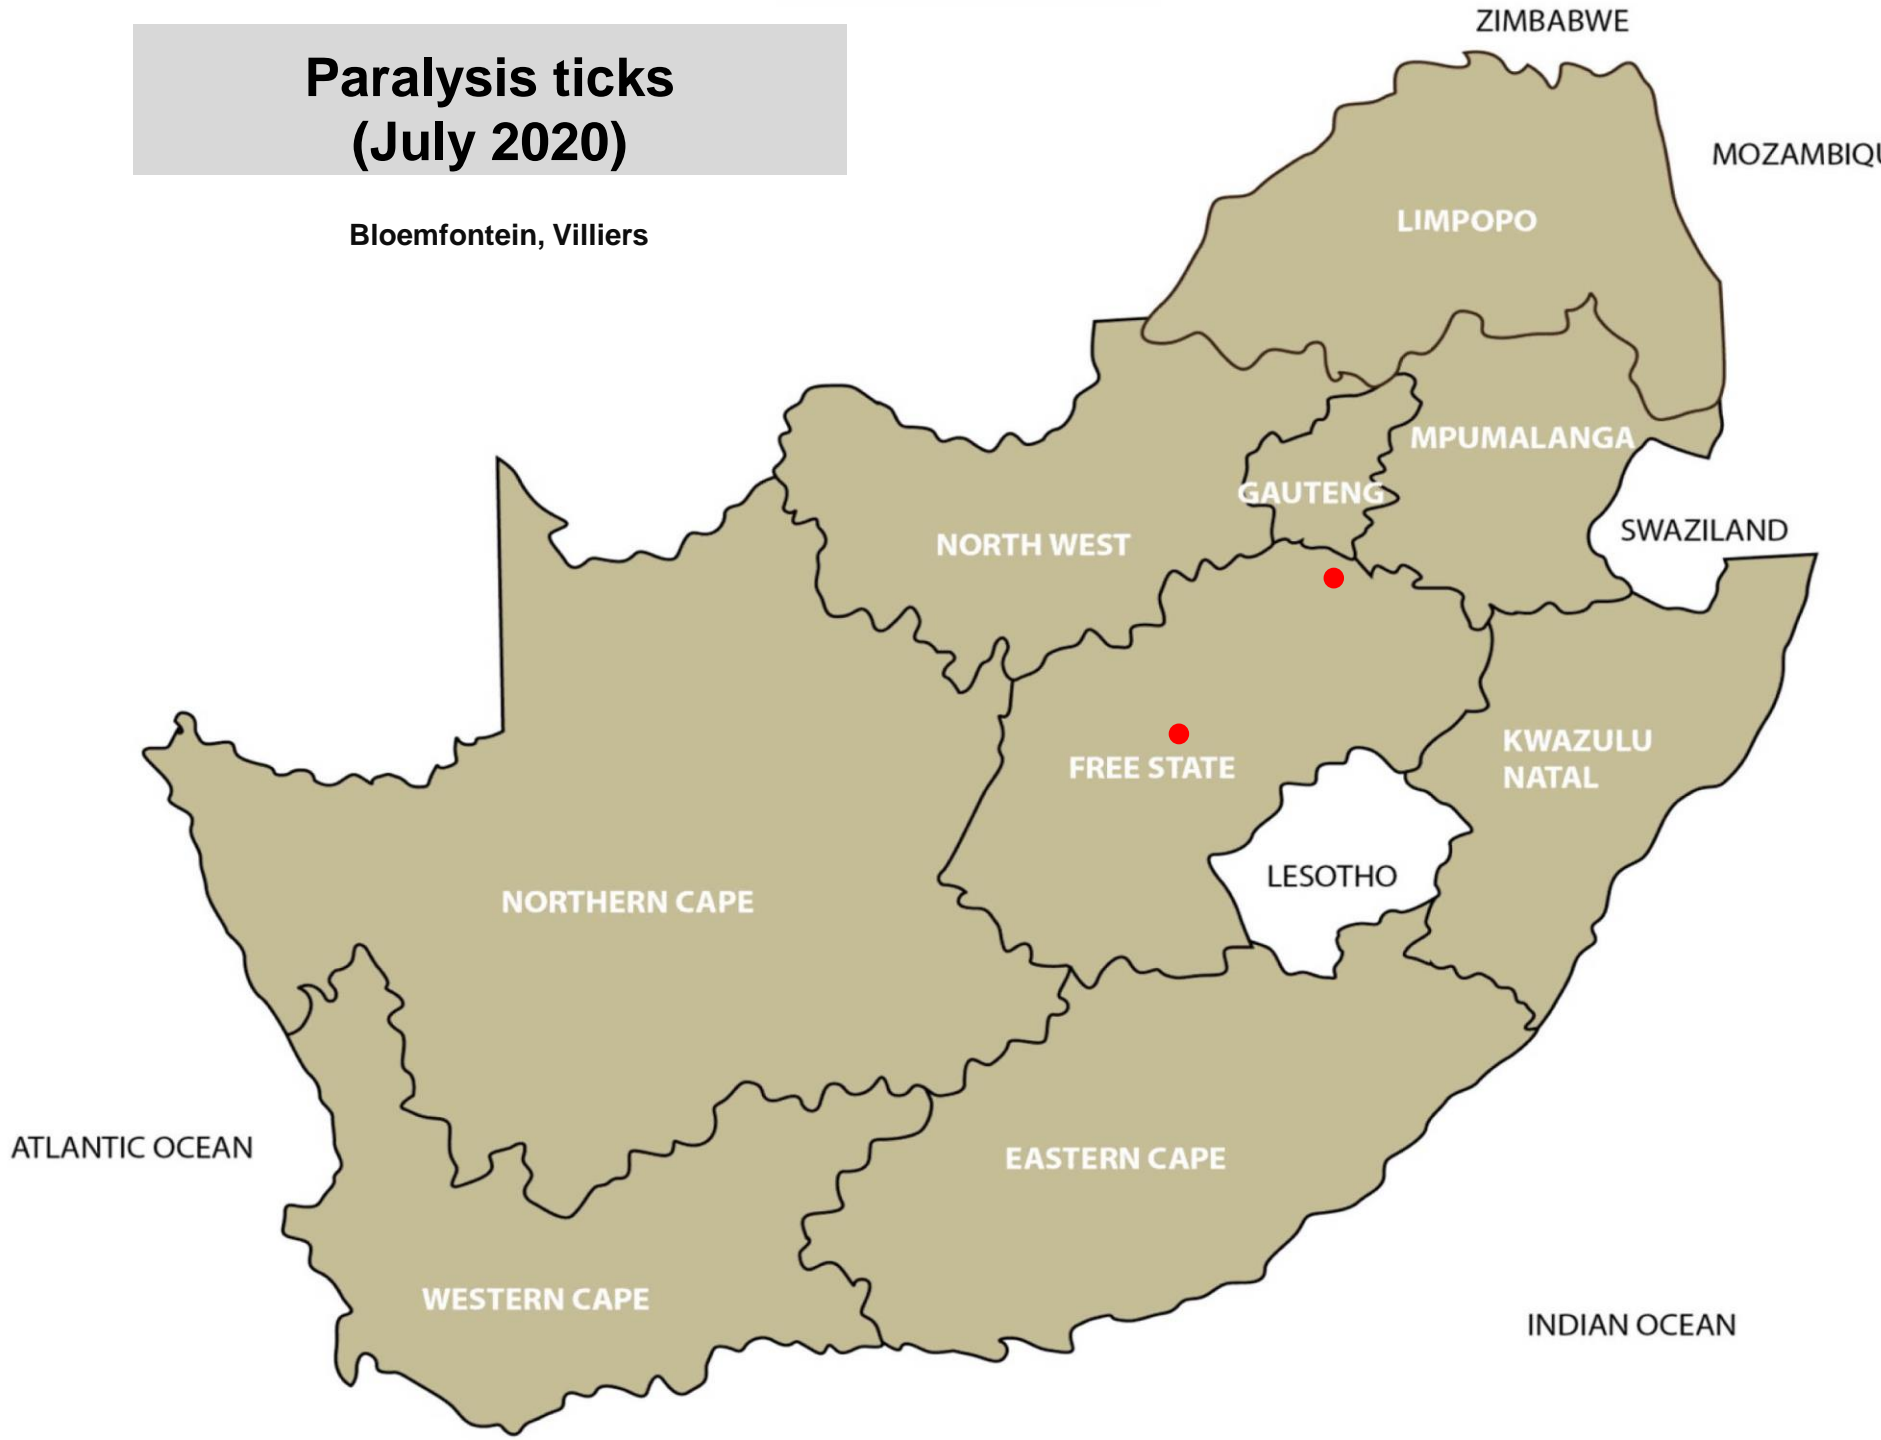 Paralysis ticks
(July 2020)
Bloemfontein, Villiers
ZIMBABWE
MOZAMBIQU
LIMPOPO
MPUMALANGA
GAUTENG
SWAZILAND
NORTH WEST
KWAZULU
NATAL
FREE STATE
LESOTHO
NORTHERN CAPE
ATLANTIC OCEAN
EASTERN CAPE
WESTERN CAPE
INDIAN OCEAN